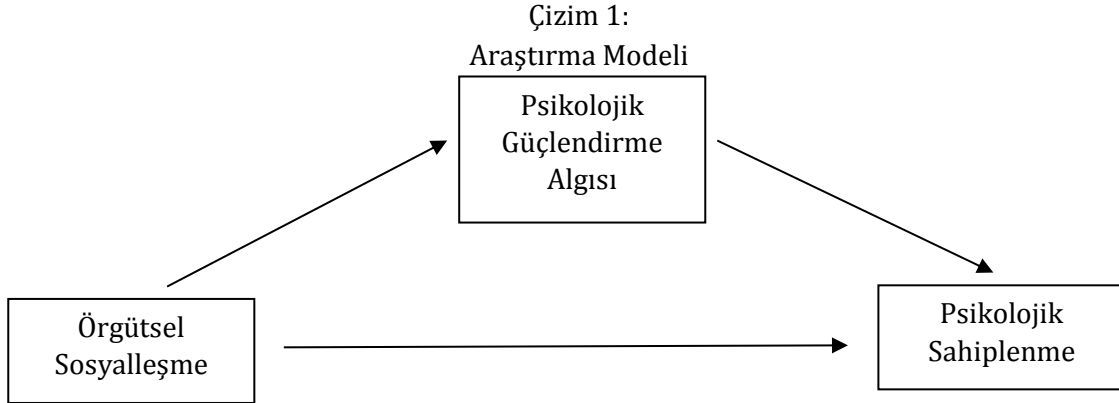 Çizim 1:
Araştırma Modeli
Psikolojik
Güçlendirme
Algısı
Örgütsel
Sosyalleşme
Psikolojik
Sahiplenme